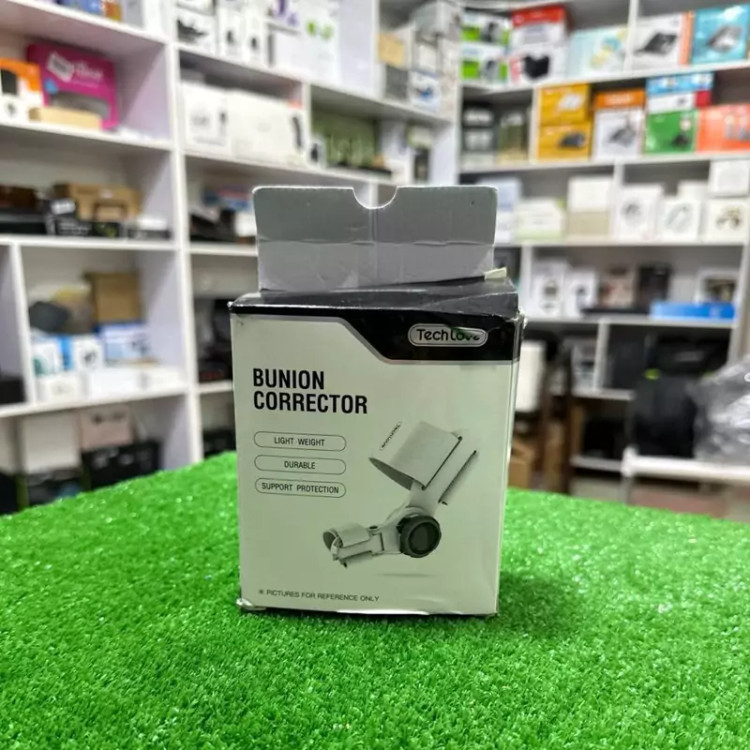 TechLove
BUNION
CORRECTOR
LIGHT WEIGHT
DURABLE
SUPPORT PROTECTION
※ PICTURES FOR REFERENCE ONLY